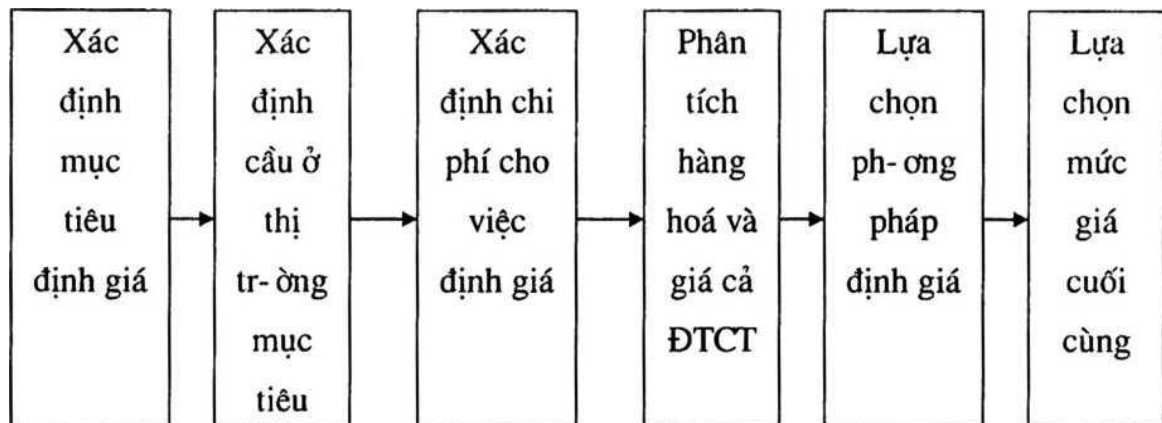 Xác
định
mục
tiêu
định giá
Xác
định
cầu ở
thị
tr- ờng
mục
tiêu
Xác
định chi
phí cho
việc
định giá
Phân
tích
hàng
hoá và
giá cả
ĐTCT
Lựa
chọn
ph- ơng
pháp
định giá
Lựa
chọn
mức
giá
cuối
cùng